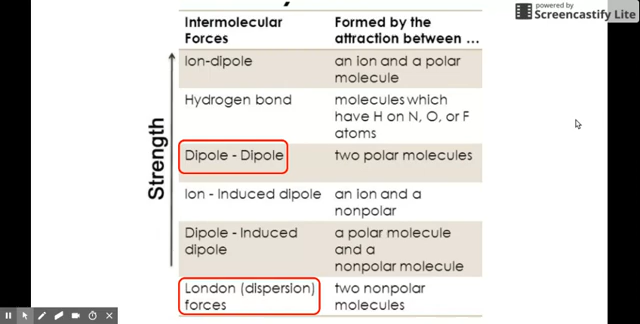 powered by
Screencastify Lite
Intermolecular
Forces
Formed by the
attraction between ...
Strength
Ion-dipole
an ion and a polar
molecule
Hydrogen bond
molecules which
have H on N, O, or F
atoms
Dipole - Dipole
two polar molecules
Ion - Induced dipole
an ion and a
nonpolar
Dipole - Induced
dipole
a polar molecule
and a
nonpolar molecule
London (dispersion)
forces
two nonpolar
molecules